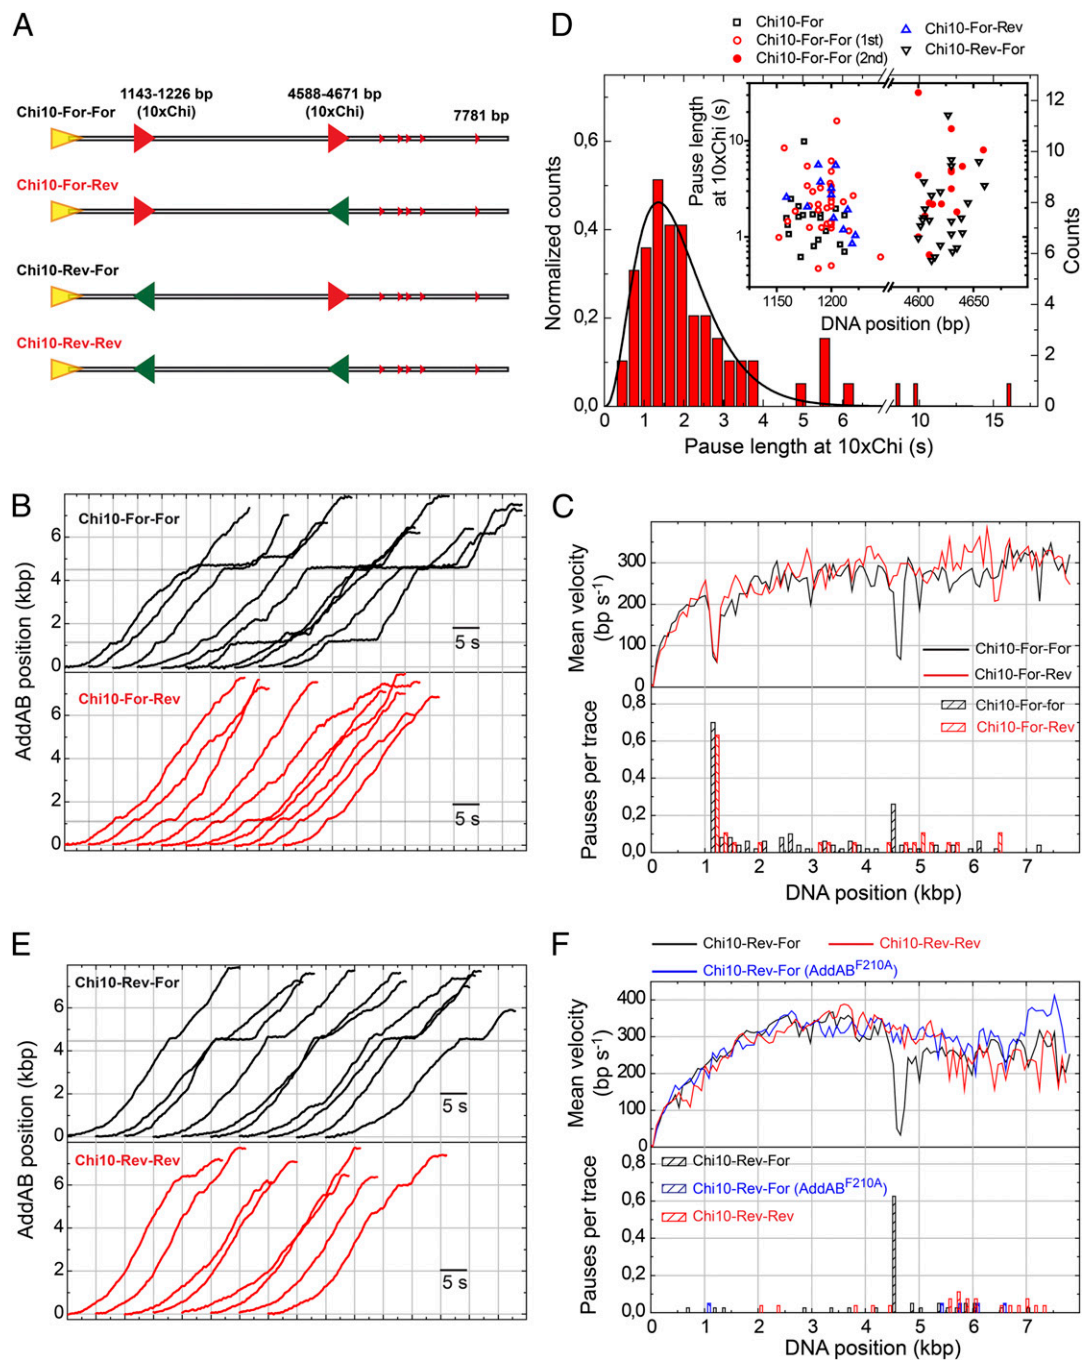 A
1143-1226 bp
(10xChi)
4588-4671 bp
(10xChi)
7781 bp
Chi10-For-For
Chi10-For-Rev
Chi10-Rev-For
Chi10-Rev-Rev
D
Chi10-For
Chi10-For-For (1st)
Chi10-For-For (2nd)
Chi10-For-Rev
Chi10-Rev-For
Normalized counts
0,6
0,4
0,2
0,0
0 1 2 3 4 5 6 10 15
Pause length at 10xChi (s)
Counts
12
10
8
6
4
2
0
Pause length
at 10xChi (s)
10
1
1150 1200 4600 4650
DNA position (bp)
B
Chi10-For-For
5 s
6
4
2
0
Chi10-For-Rev
5 s
6
4
2
0
AddAB position (kbp)
C
Mean velocity
(bp s-1)
300
200
100
0
Chi10-For-For
Chi10-For-Rev
Pauses per trace
0,8
0,6
0,4
0,2
0,0
Chi10-For-for
Chi10-For-Rev
0 1 2 3 4 5 6 7
DNA position (kbp)
E
Chi10-Rev-For
5 s
6
4
2
0
Chi10-Rev-Rev
5 s
6
4
2
0
AddAB position (kbp)
F
Chi10-Rev-For
Chi10-Rev-Rev
Chi10-Rev-For (AddABF210A)
Mean velocity
(bp s-1)
400
300
200
100
0
Pauses per trace
0,8
0,6
0,4
0,2
0,0
Chi10-Rev-For
Chi10-Rev-For (AddABF210A)
Chi10-Rev-Rev
0 1 2 3 4 5 6 7
DNA position (kbp)